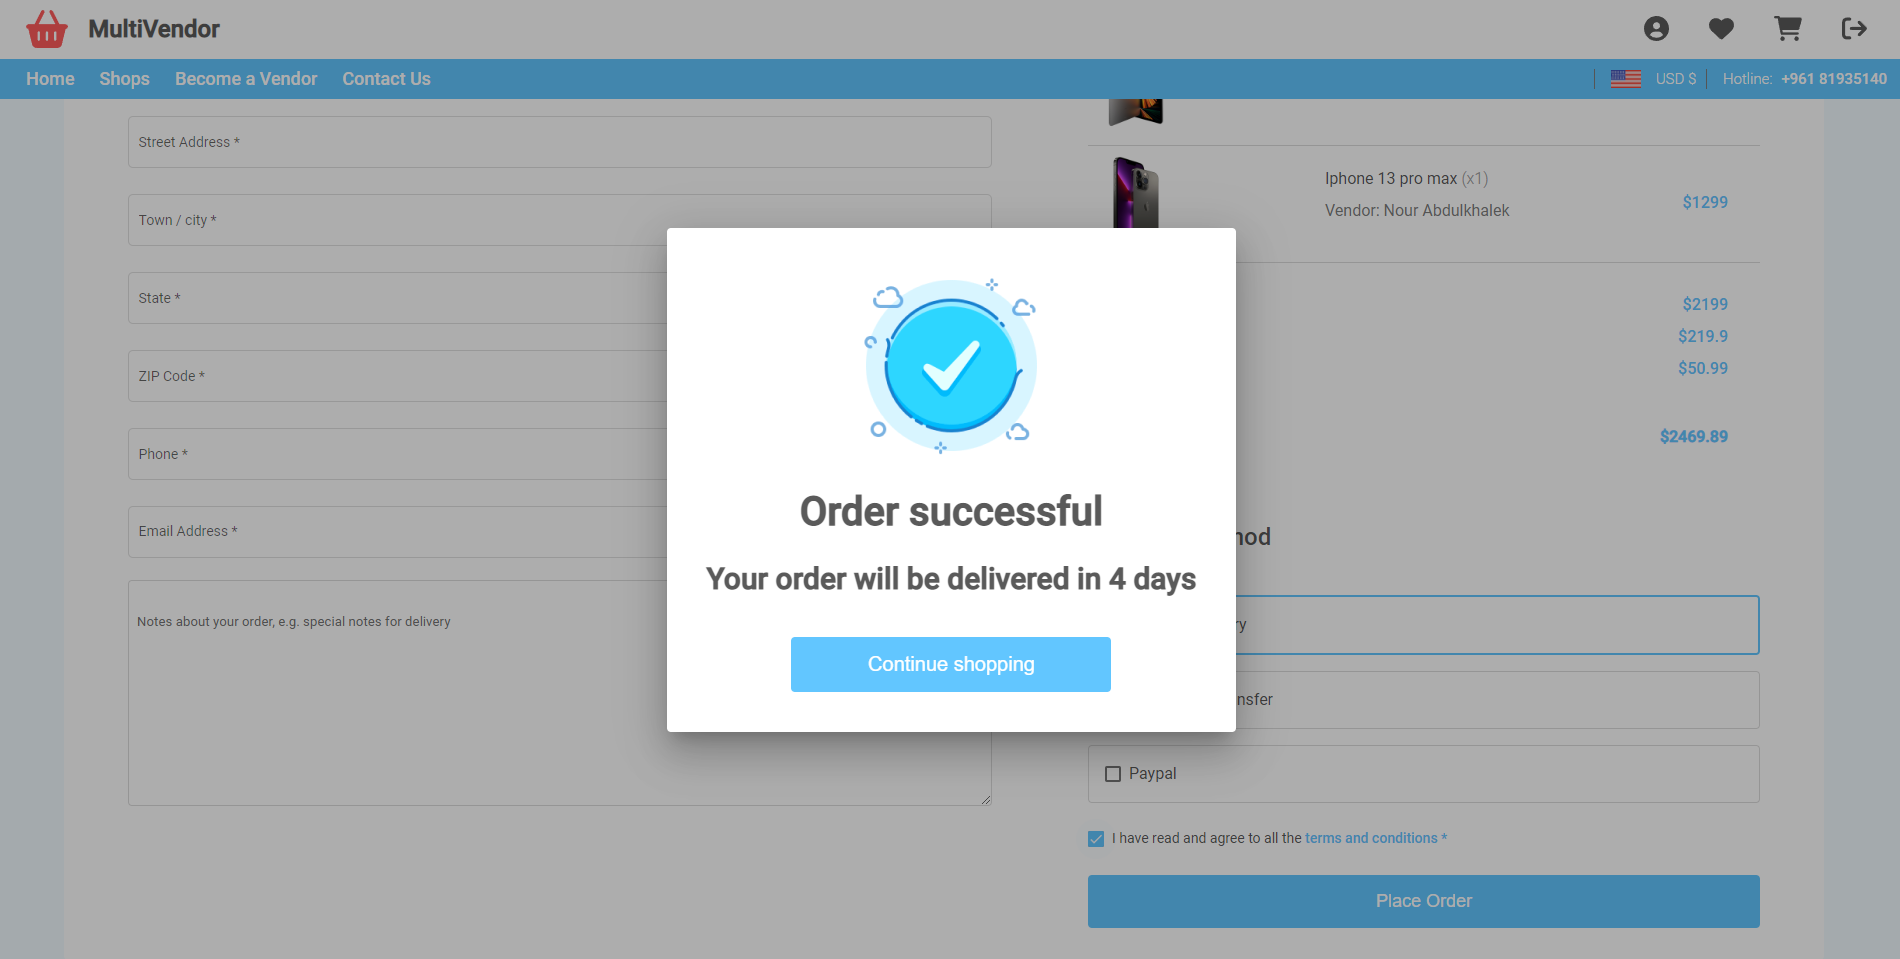 MultiVendor
Home Shops Become a Vendor Contact Us
USD $ Hotline: +961 81935140
Street Address *
Town / city *
State *
ZIP Code *
Phone *
Email Address *
Notes about your order, e.g. special notes for delivery
Iphone 13 pro max (x1)
Vendor: Nour Abdulkhalek
$1299
$2199
$219.9
$50.99
$2469.89
Order successful
Your order will be delivered in 4 days
Continue shopping
Paypal
I have read and agree to all the terms and conditions *
Place Order